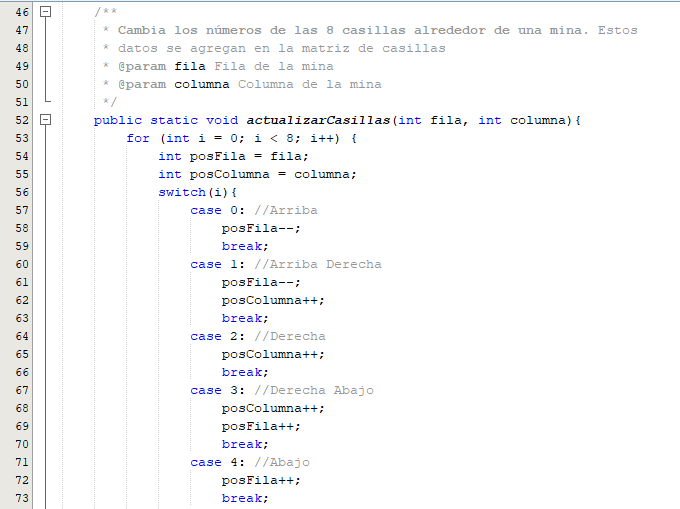 46 /**
47 * Cambia los números de las 8 casillas alrededor de una mina. Estos
48 * datos se agregan en la matriz de casillas
49 * @param fila Fila de la mina
50 * @param columna Columna de la mina
51 */
52 public static void actualizarCasillas(int fila, int columna){
53 for (int i = 0; i < 8; i++) {
54 int posFila = fila;
55 int posColumna = columna;
56 switch(i){
57 case 0: //Arriba
58 posFila--;
59 break;
60 case 1: //Arriba Derecha
61 posFila--;
62 posColumna++;
63 break;
64 case 2: //Derecha
65 posColumna++;
66 break;
67 case 3: //Derecha Abajo
68 posColumna++;
69 posFila++;
70 break;
71 case 4: //Abajo
72 posFila++;
73 break;